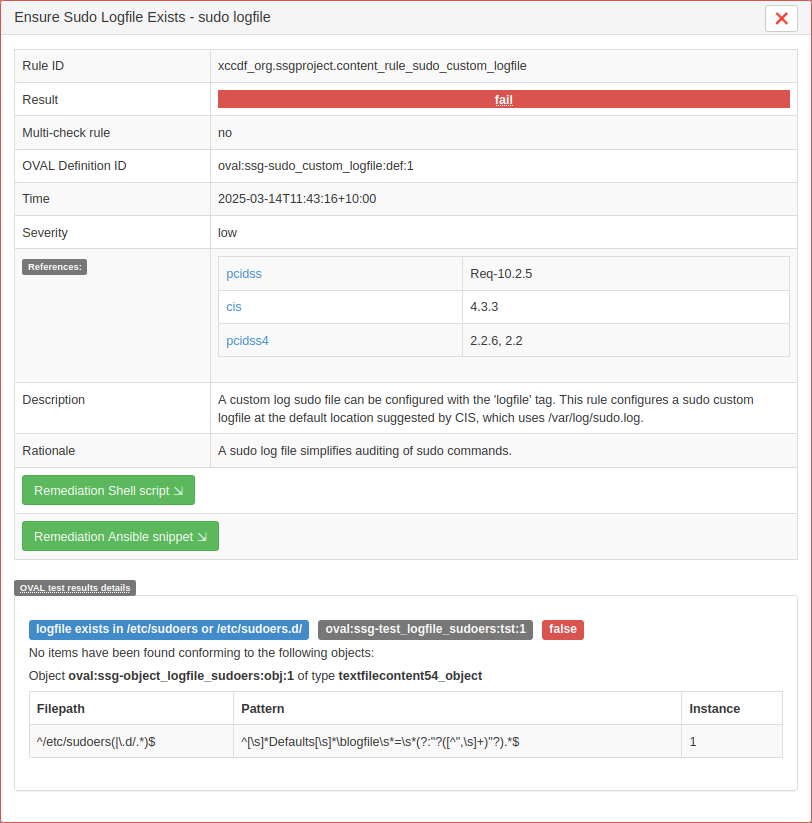 Ensure Sudo Logfile Exists - sudo logfile
Rule ID xccdf_org.ssgproject.content_rule_sudo_custom_logfile
Result fail
Multi-check rule no
OVAL Definition ID oval:ssg-sudo_custom_logfile:def:1
Time 2025-03-14T11:43:16+10:00
Severity low
References:
pcidss Req-10.2.5
cis 4.3.3
pcidss4 2.2.6, 2.2
Description A custom log sudo file can be configured with the 'logfile' tag. This rule configures a sudo custom
logfile at the default location suggested by CIS, which uses /var/log/sudo.log.
Rationale A sudo log file simplifies auditing of sudo commands.
Remediation Shell script ⇲
Remediation Ansible snippet ⇲
OVAL test results details
logfile exists in /etc/sudoers or /etc/sudoers.d/ oval:ssg-test_logfile_sudoers:tst:1 false
No items have been found conforming to the following objects:
Object oval:ssg-object_logfile_sudoers:obj:1 of type textfilecontent54_object
Filepath Pattern Instance
^/etc/sudoers(|\.d/.*)$ ^[\s]*Defaults[\s]*\blogfile\s*=\s*(?:"?([^",\s]+)"?).*$ 1